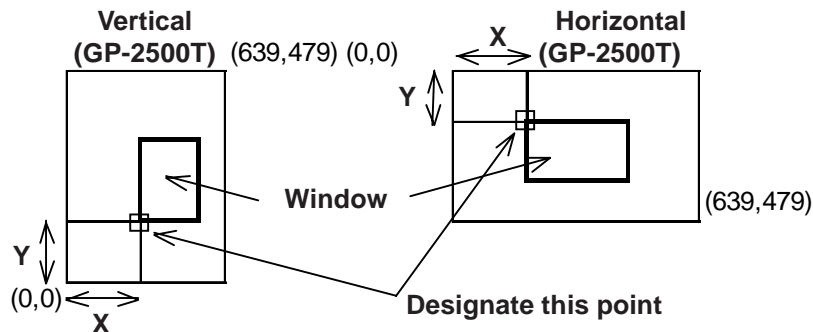 Vertical
(GP-2500T)
(639,479)
(0,0)
X
Horizontal
(GP-2500T)
Y
Window
(639,479)
Y
(0,0)
X
Designate this point